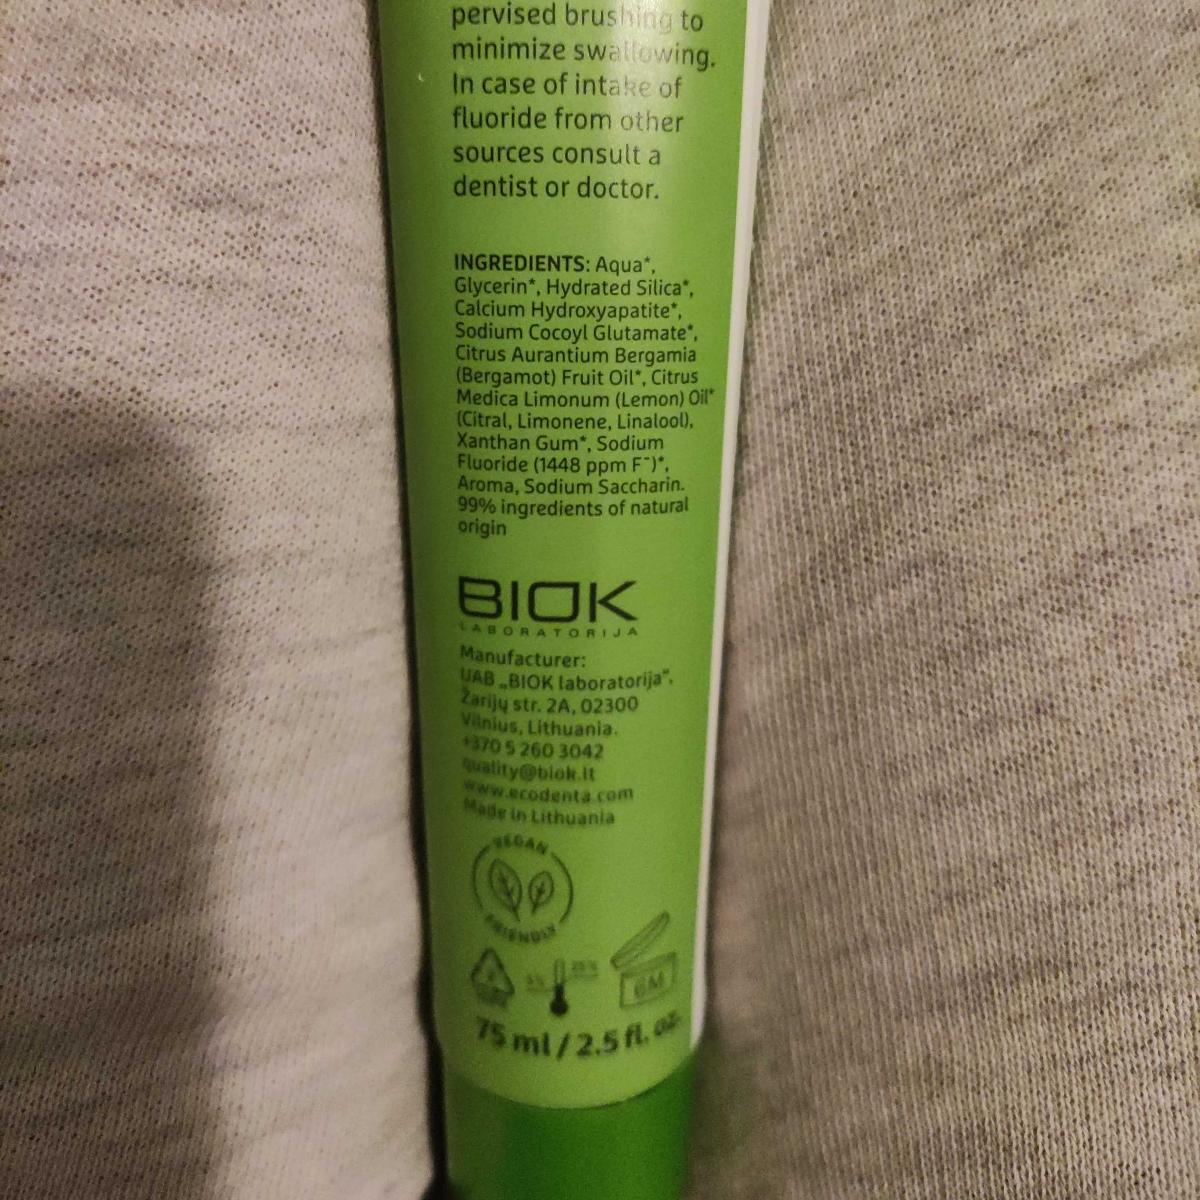 pervised brushing to
minimize swallowing.
In case of intake of
fluoride from other
sources consult a
dentist or doctor.
INGREDIENTS: Aqua*,
Glycerin*, Hydrated Silica*,
Calcium Hydroxyapatite*,
Sodium Cocoyl Glutamate*,
Citrus Aurantium Bergamia
(Bergamot) Fruit Oil*, Citrus
Medica Limonum (Lemon) Oil*
(Citral, Limonene, Linalool),
Xanthan Gum*, Sodium
Fluoride (1448 ppm F⁻)*,
Aroma, Sodium Saccharin.
99% ingredients of natural
origin
BIOK
LABORATORIJA
Manufacturer:
UAB „BIOK laboratorija",
Žarijų str. 2A, 02300
Vilnius, Lithuania.
+370 5 260 3042
quality@biok.lt
www.ecodenta.com
Made in Lithuania
VEGAN
FRIENDLY
5°C 25°C
6M
75 ml / 2.5 fl. oz.